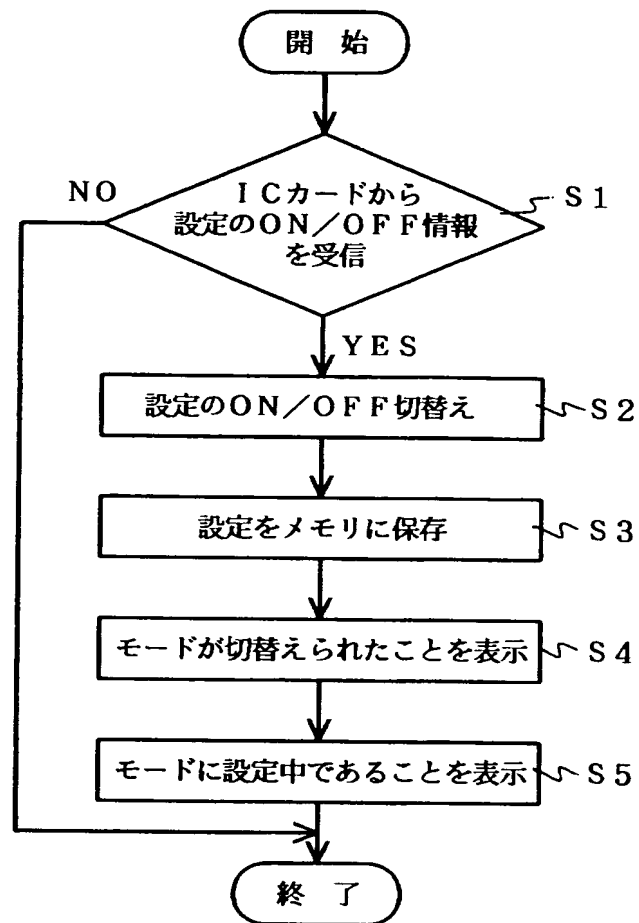 開 始
NO
ICカードから
設定のON/OFF情報
を受信
S1
YES
設定のON/OFF切替え
S2
設定をメモリに保存
S3
モードが切替えられたことを表示
S4
モードに設定中であることを表示
S5
終 了